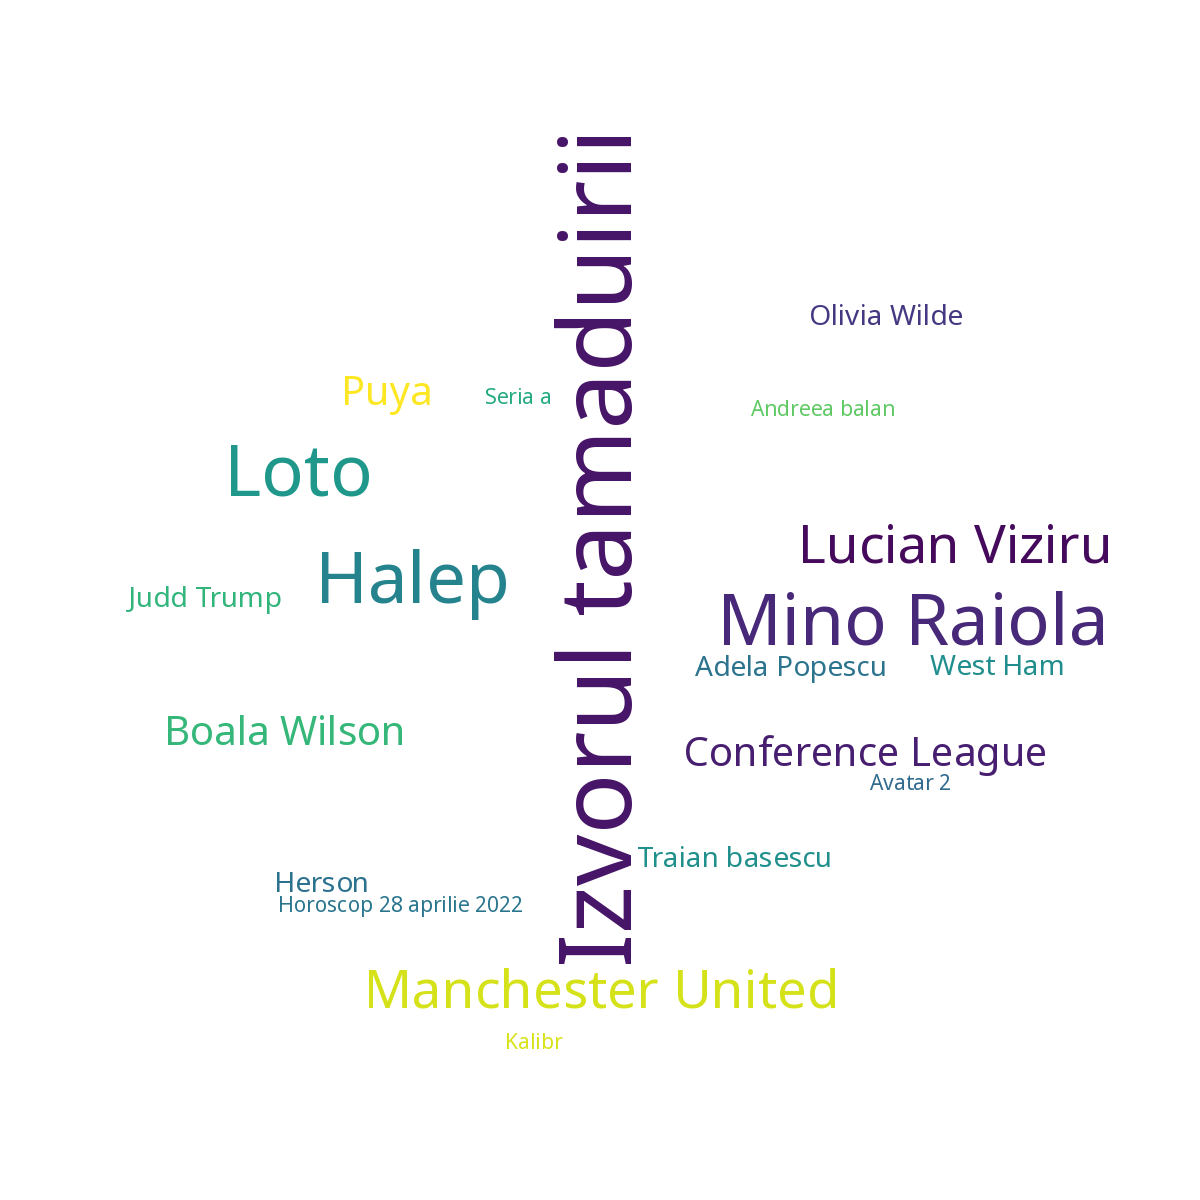 Izvorul tamaduirii
Olivia Wilde
Puya
Seria a
Andreea balan
Loto
Lucian Viziru
Halep
Judd Trump
Mino Raiola
Adela Popescu
West Ham
Boala Wilson
Conference League
Avatar 2
Traian basescu
Herson
Horoscop 28 aprilie 2022
Manchester United
Kalibr